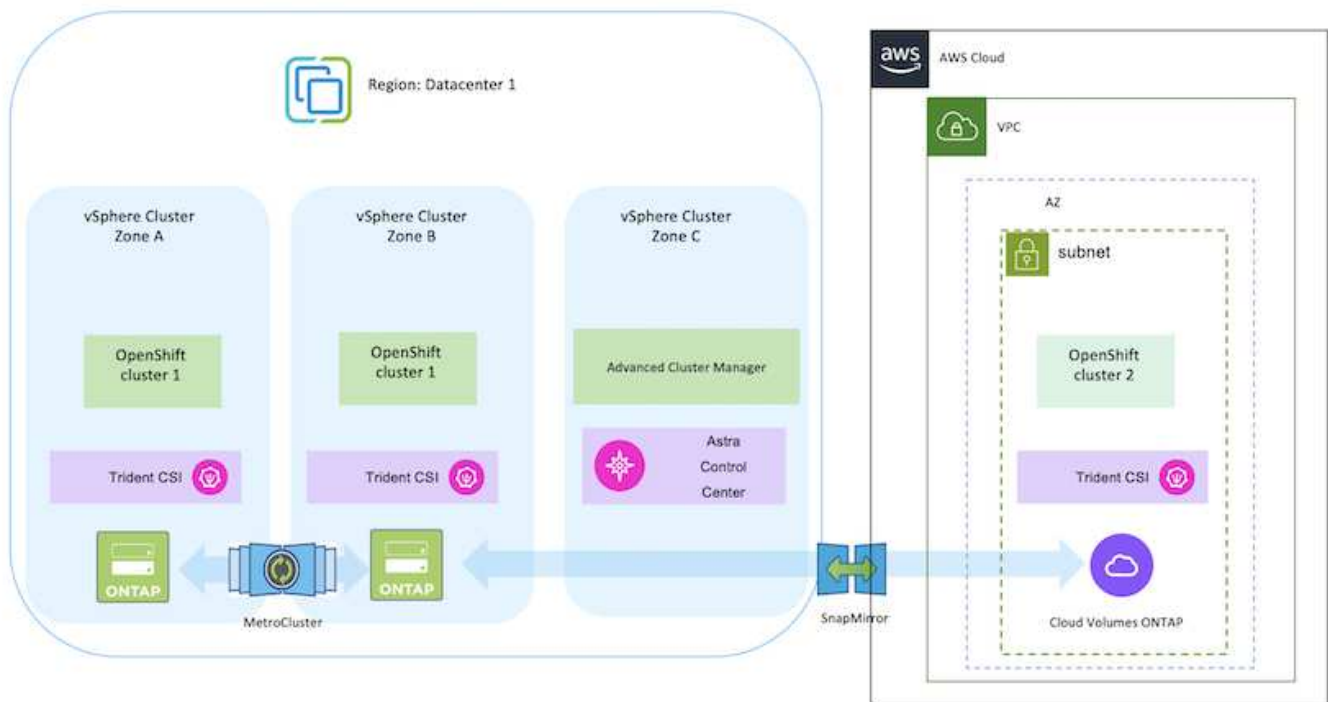 Region: Datacenter 1
aws
AWS Cloud
VPC
AZ
subnet
vSphere Cluster
Zone A
vSphere Cluster
Zone B
vSphere Cluster
Zone C
OpenShift
cluster 1
OpenShift
cluster 1
Advanced Cluster Manager
OpenShift
cluster 2
Trident CSI
Trident CSI
Astra
Control
Center
Trident CSI
ONTAP
ONTAP
MetroCluster
SnapMirror
Cloud Volumes ONTAP